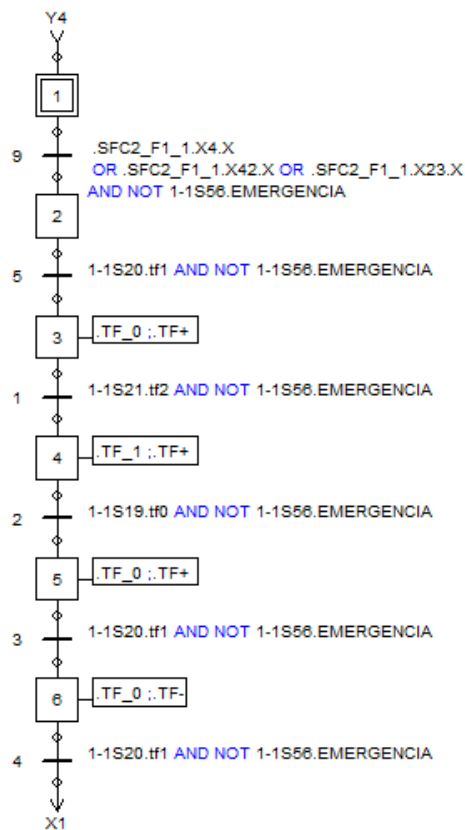 Y4
1
9 .SFC2_F1_1.X4.X
OR .SFC2_F1_1.X42.X OR .SFC2_F1_1.X23.X
AND NOT 1-1S56.EMERGENCIA
2
5 1-1S20.tf1 AND NOT 1-1S56.EMERGENCIA
3 .TF_0 ;.TF+
1 1-1S21.tf2 AND NOT 1-1S56.EMERGENCIA
4 .TF_1 ;.TF+
2 1-1S19.tf0 AND NOT 1-1S56.EMERGENCIA
5 .TF_0 ;.TF+
3 1-1S20.tf1 AND NOT 1-1S56.EMERGENCIA
6 .TF_0 ;.TF-
4 1-1S20.tf1 AND NOT 1-1S56.EMERGENCIA
X1